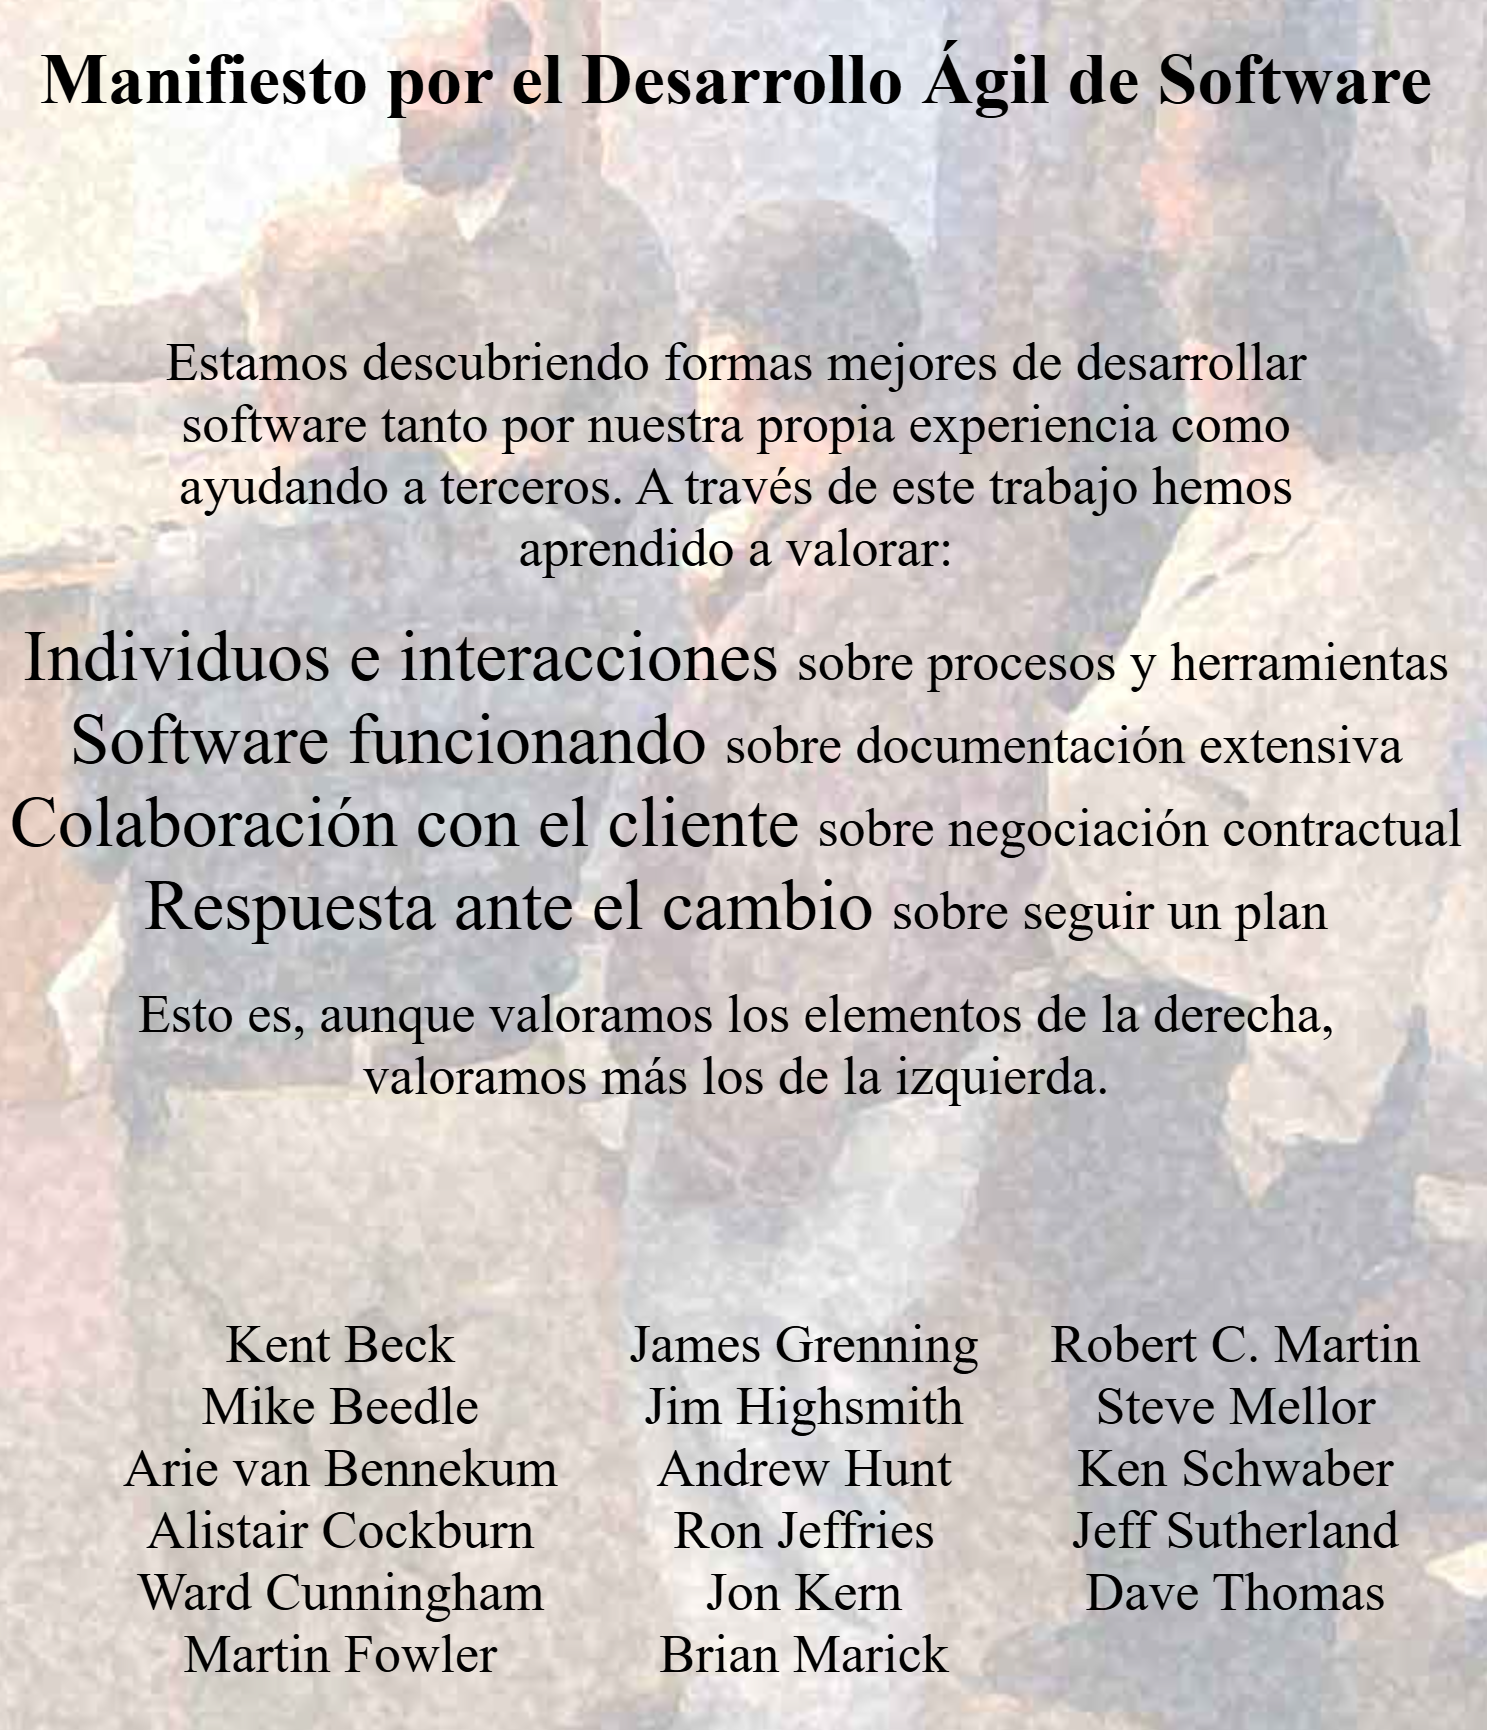 Manifiesto por el Desarrollo Ágil de Software
Estamos descubriendo formas mejores de desarrollar
software tanto por nuestra propia experiencia como
ayudando a terceros. A través de este trabajo hemos
aprendido a valorar:
Individuos e interacciones sobre procesos y herramientas
Software funcionando sobre documentación extensiva
Colaboración con el cliente sobre negociación contractual
Respuesta ante el cambio sobre seguir un plan
Esto es, aunque valoramos los elementos de la derecha,
valoramos más los de la izquierda.
Kent Beck
Mike Beedle
Arie van Bennekum
Alistair Cockburn
Ward Cunningham
Martin Fowler
James Grenning
Jim Highsmith
Andrew Hunt
Ron Jeffries
Jon Kern
Brian Marick
Robert C. Martin
Steve Mellor
Ken Schwaber
Jeff Sutherland
Dave Thomas